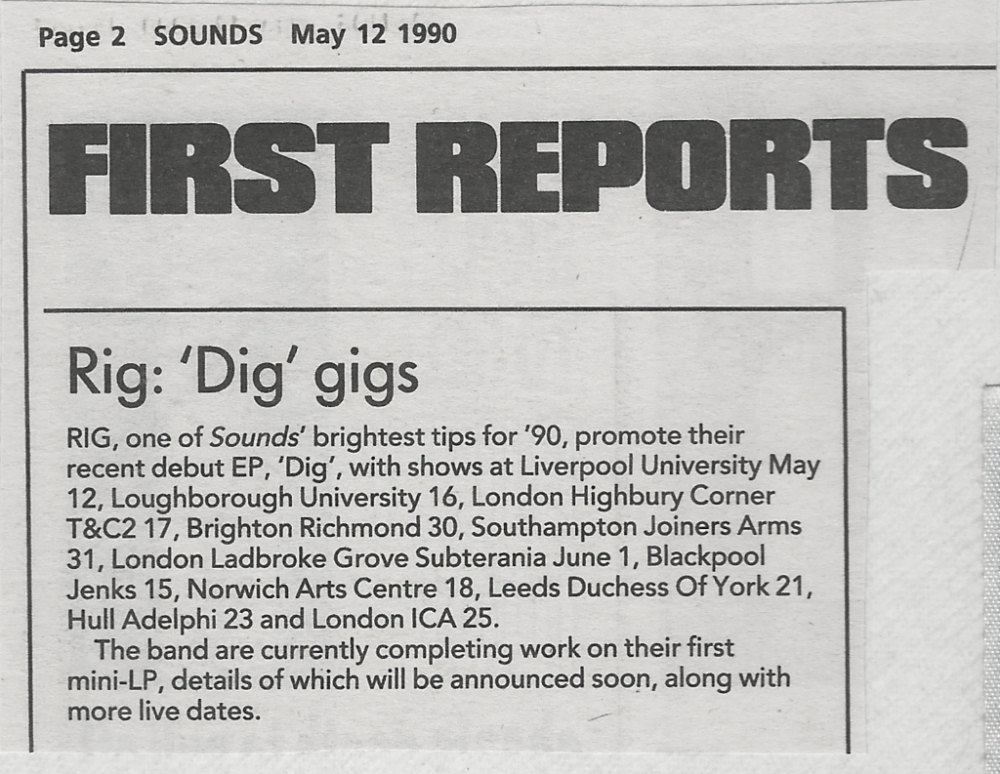 Page 2 SOUNDS May 12 1990
FIRST REPORTS
Rig: ‘Dig’ gigs
RIG, one of Sounds’ brightest tips for ’90, promote their
recent debut EP, ‘Dig’, with shows at Liverpool University May
12, Loughborough University 16, London Highbury Corner
T&C2 17, Brighton Richmond 30, Southampton Joiners Arms
31, London Ladbroke Grove Subterania June 1, Blackpool
Jenks 15, Norwich Arts Centre 18, Leeds Duchess Of York 21,
Hull Adelphi 23 and London ICA 25.
The band are currently completing work on their first
mini-LP, details of which will be announced soon, along with
more live dates.